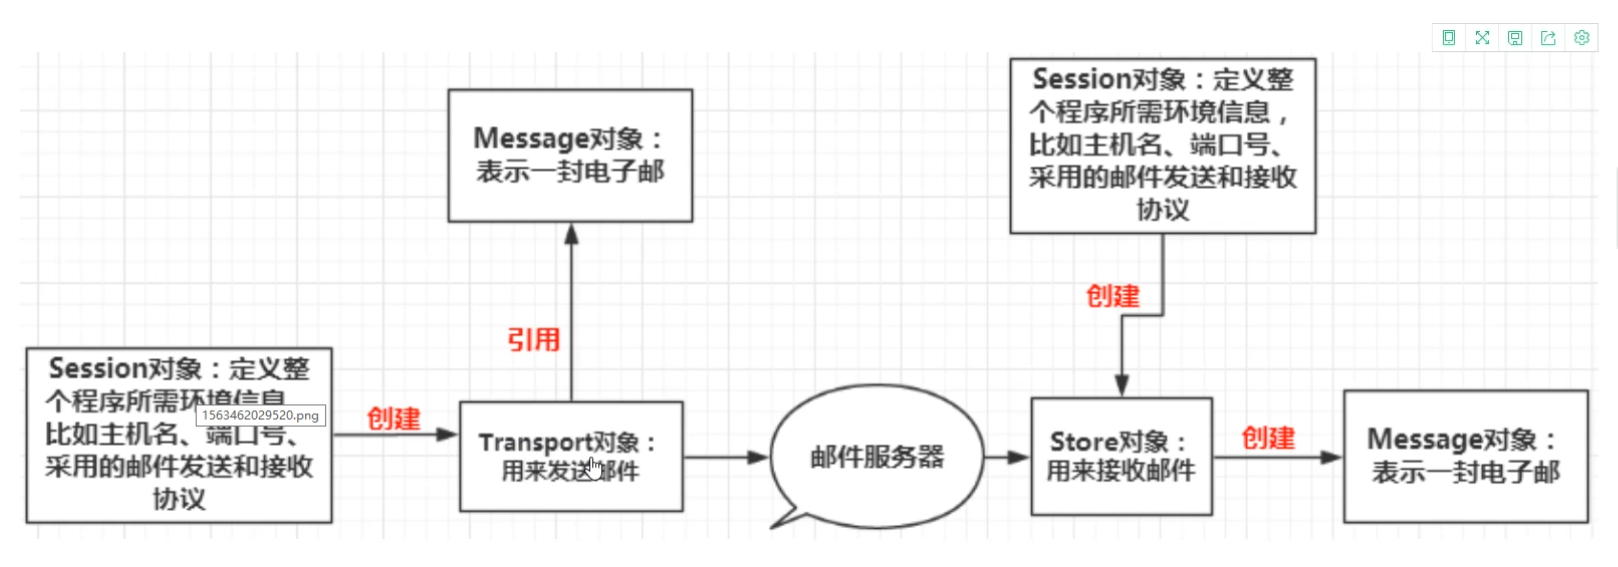 Message对象：
表示一封电子邮
Session对象：定义整
个程序所需环境信息，
比如主机名、端口号、
采用的邮件发送和接收
协议
创建
引用
Session对象：定义整
个程序所需环境信息
1563462029520.png
比如主机名、端口号、
采用的邮件发送和接收
协议
创建
Transport对象：
用来发送邮件
邮件服务器
Store对象：
用来接收邮件
创建
Message对象：
表示一封电子邮